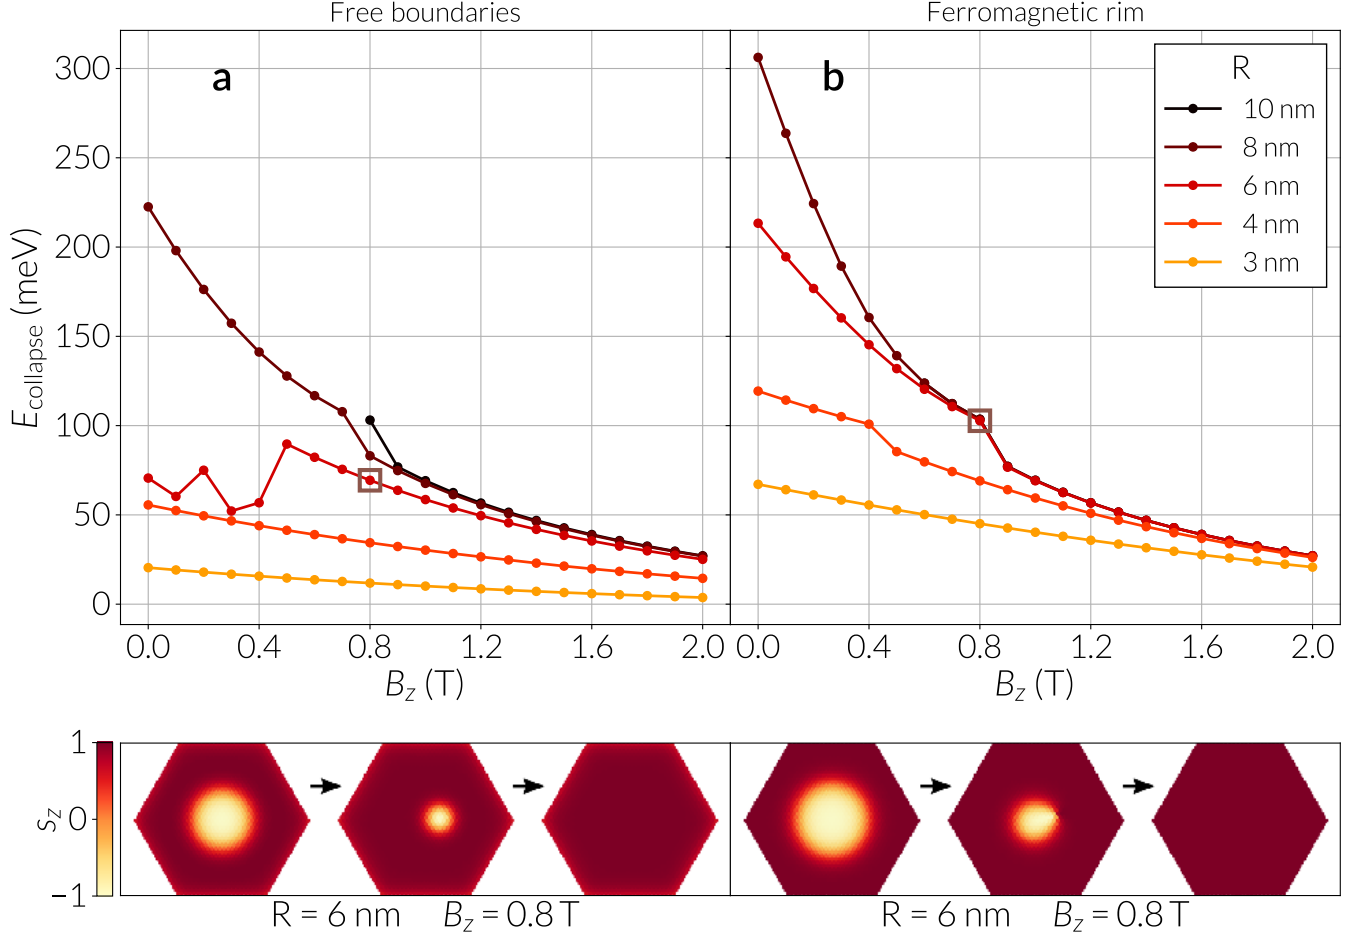 Free boundaries
Ferromagnetic rim
a
b
R
10 nm
8 nm
6 nm
4 nm
3 nm
E_collapse (meV)
300
250
200
150
100
50
0
0.0 0.4 0.8 1.2 1.6 2.0
0.0 0.4 0.8 1.2 1.6 2.0
B_z (T)
B_z (T)
s_z
1
0
−1
R = 6 nm B_z = 0.8 T
R = 6 nm B_z = 0.8 T